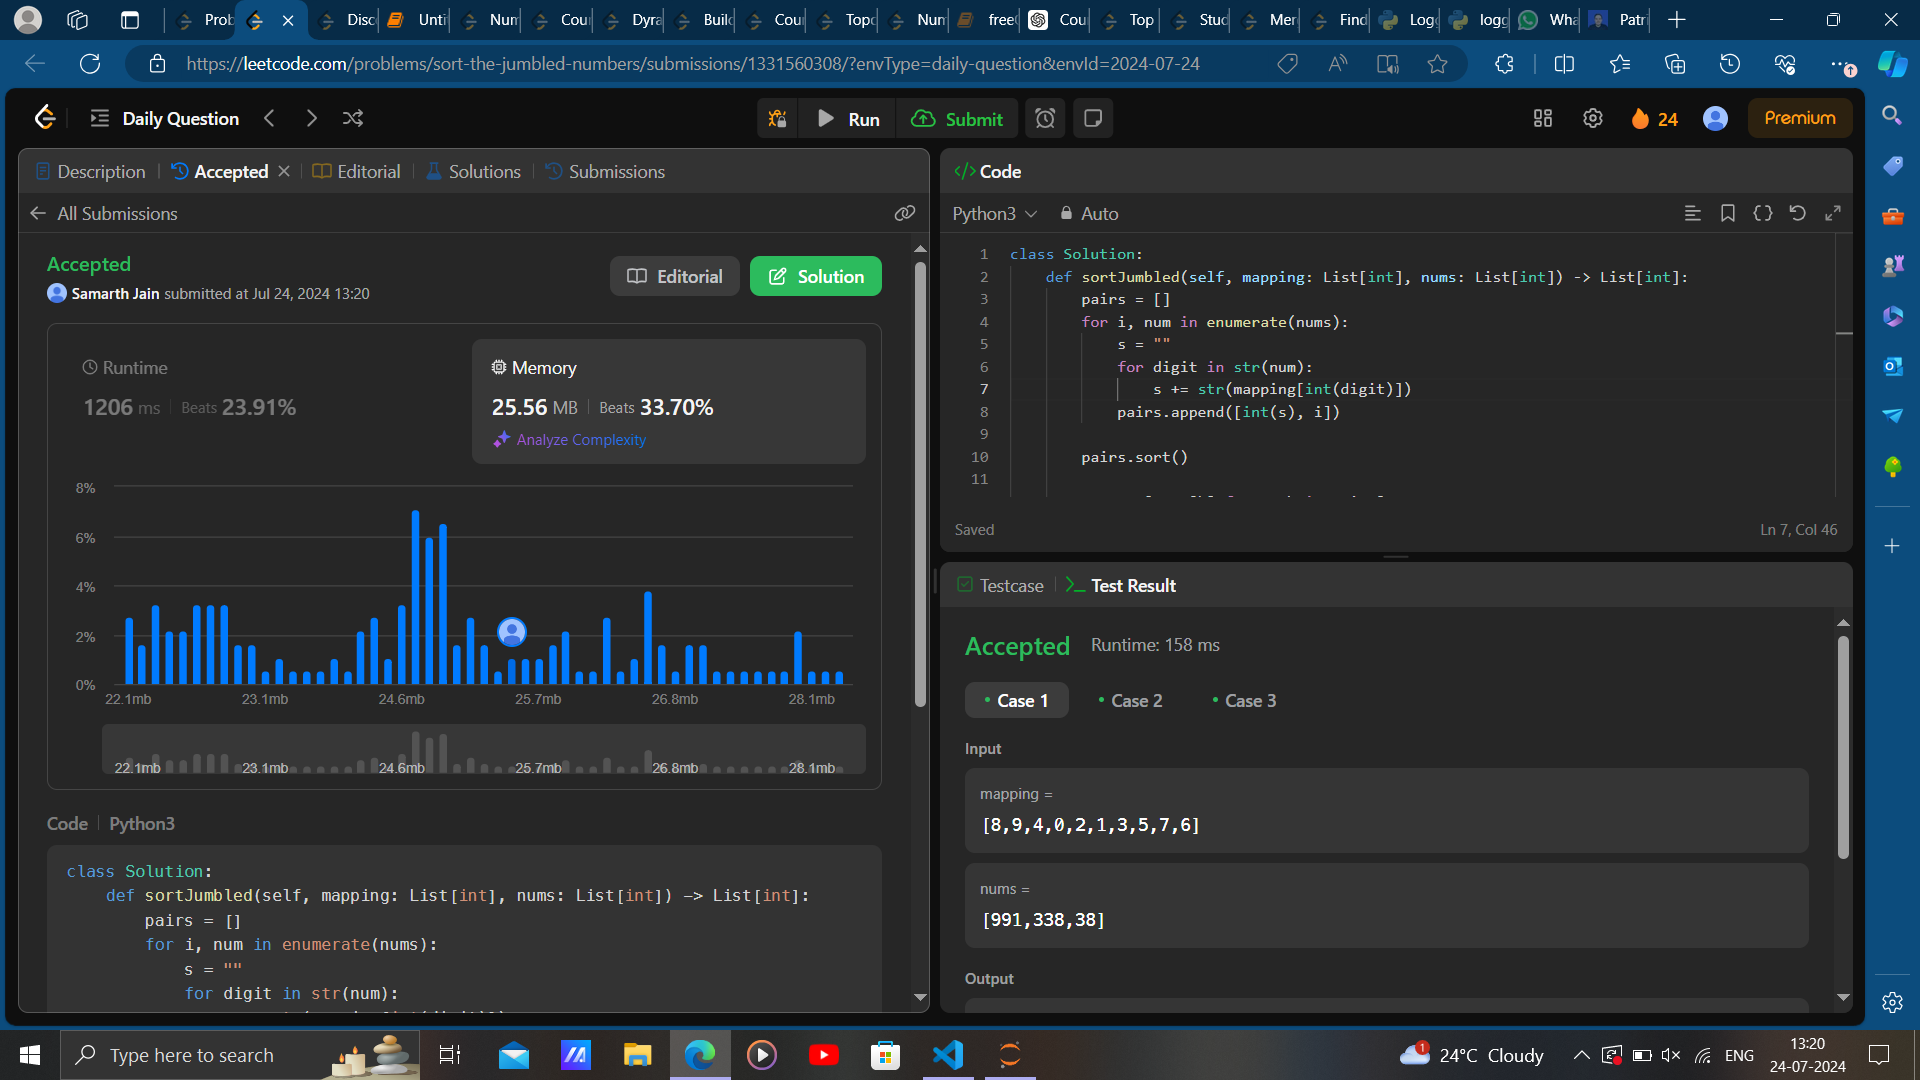 Prob
Disc
Unti
Num
Cour
Dyra
Build
Cour
Topo
Num
free
Cou
Top
Stud
Mer
Find
Logo
logg
Wha
Patri
https://leetcode.com/problems/sort-the-jumbled-numbers/submissions/1331560308/?envType=daily-question&envId=2024-07-24
Daily Question
Run
Submit
24
Premium
Description
Accepted
Editorial
Solutions
Submissions
All Submissions
Accepted
Samarth Jain submitted at Jul 24, 2024 13:20
Editorial
Solution
Runtime
1206 ms
Beats 23.91%
Memory
25.56 MB
Beats 33.70%
Analyze Complexity
8%
6%
4%
2%
0%
22.1mb 23.1mb 24.6mb 25.7mb 26.8mb 28.1mb
22.1mb 23.1mb 24.6mb 25.7mb 26.8mb 28.1mb
Code
Python3
class Solution:
def sortJumbled(self, mapping: List[int], nums: List[int]) -> List[int]:
pairs = []
for i, num in enumerate(nums):
s = ""
for digit in str(num):
</> Code
Python3
Auto
1 class Solution:
2 def sortJumbled(self, mapping: List[int], nums: List[int]) -> List[int]:
3 pairs = []
4 for i, num in enumerate(nums):
5 s = ""
6 for digit in str(num):
7 s += str(mapping[int(digit)])
8 pairs.append([int(s), i])
9
10 pairs.sort()
11
Saved
Ln 7, Col 46
Testcase
Test Result
Accepted
Runtime: 158 ms
Case 1
Case 2
Case 3
Input
mapping =
[8,9,4,0,2,1,3,5,7,6]
nums =
[991,338,38]
Output
Type here to search
1
24°C Cloudy
ENG
13:20
24-07-2024